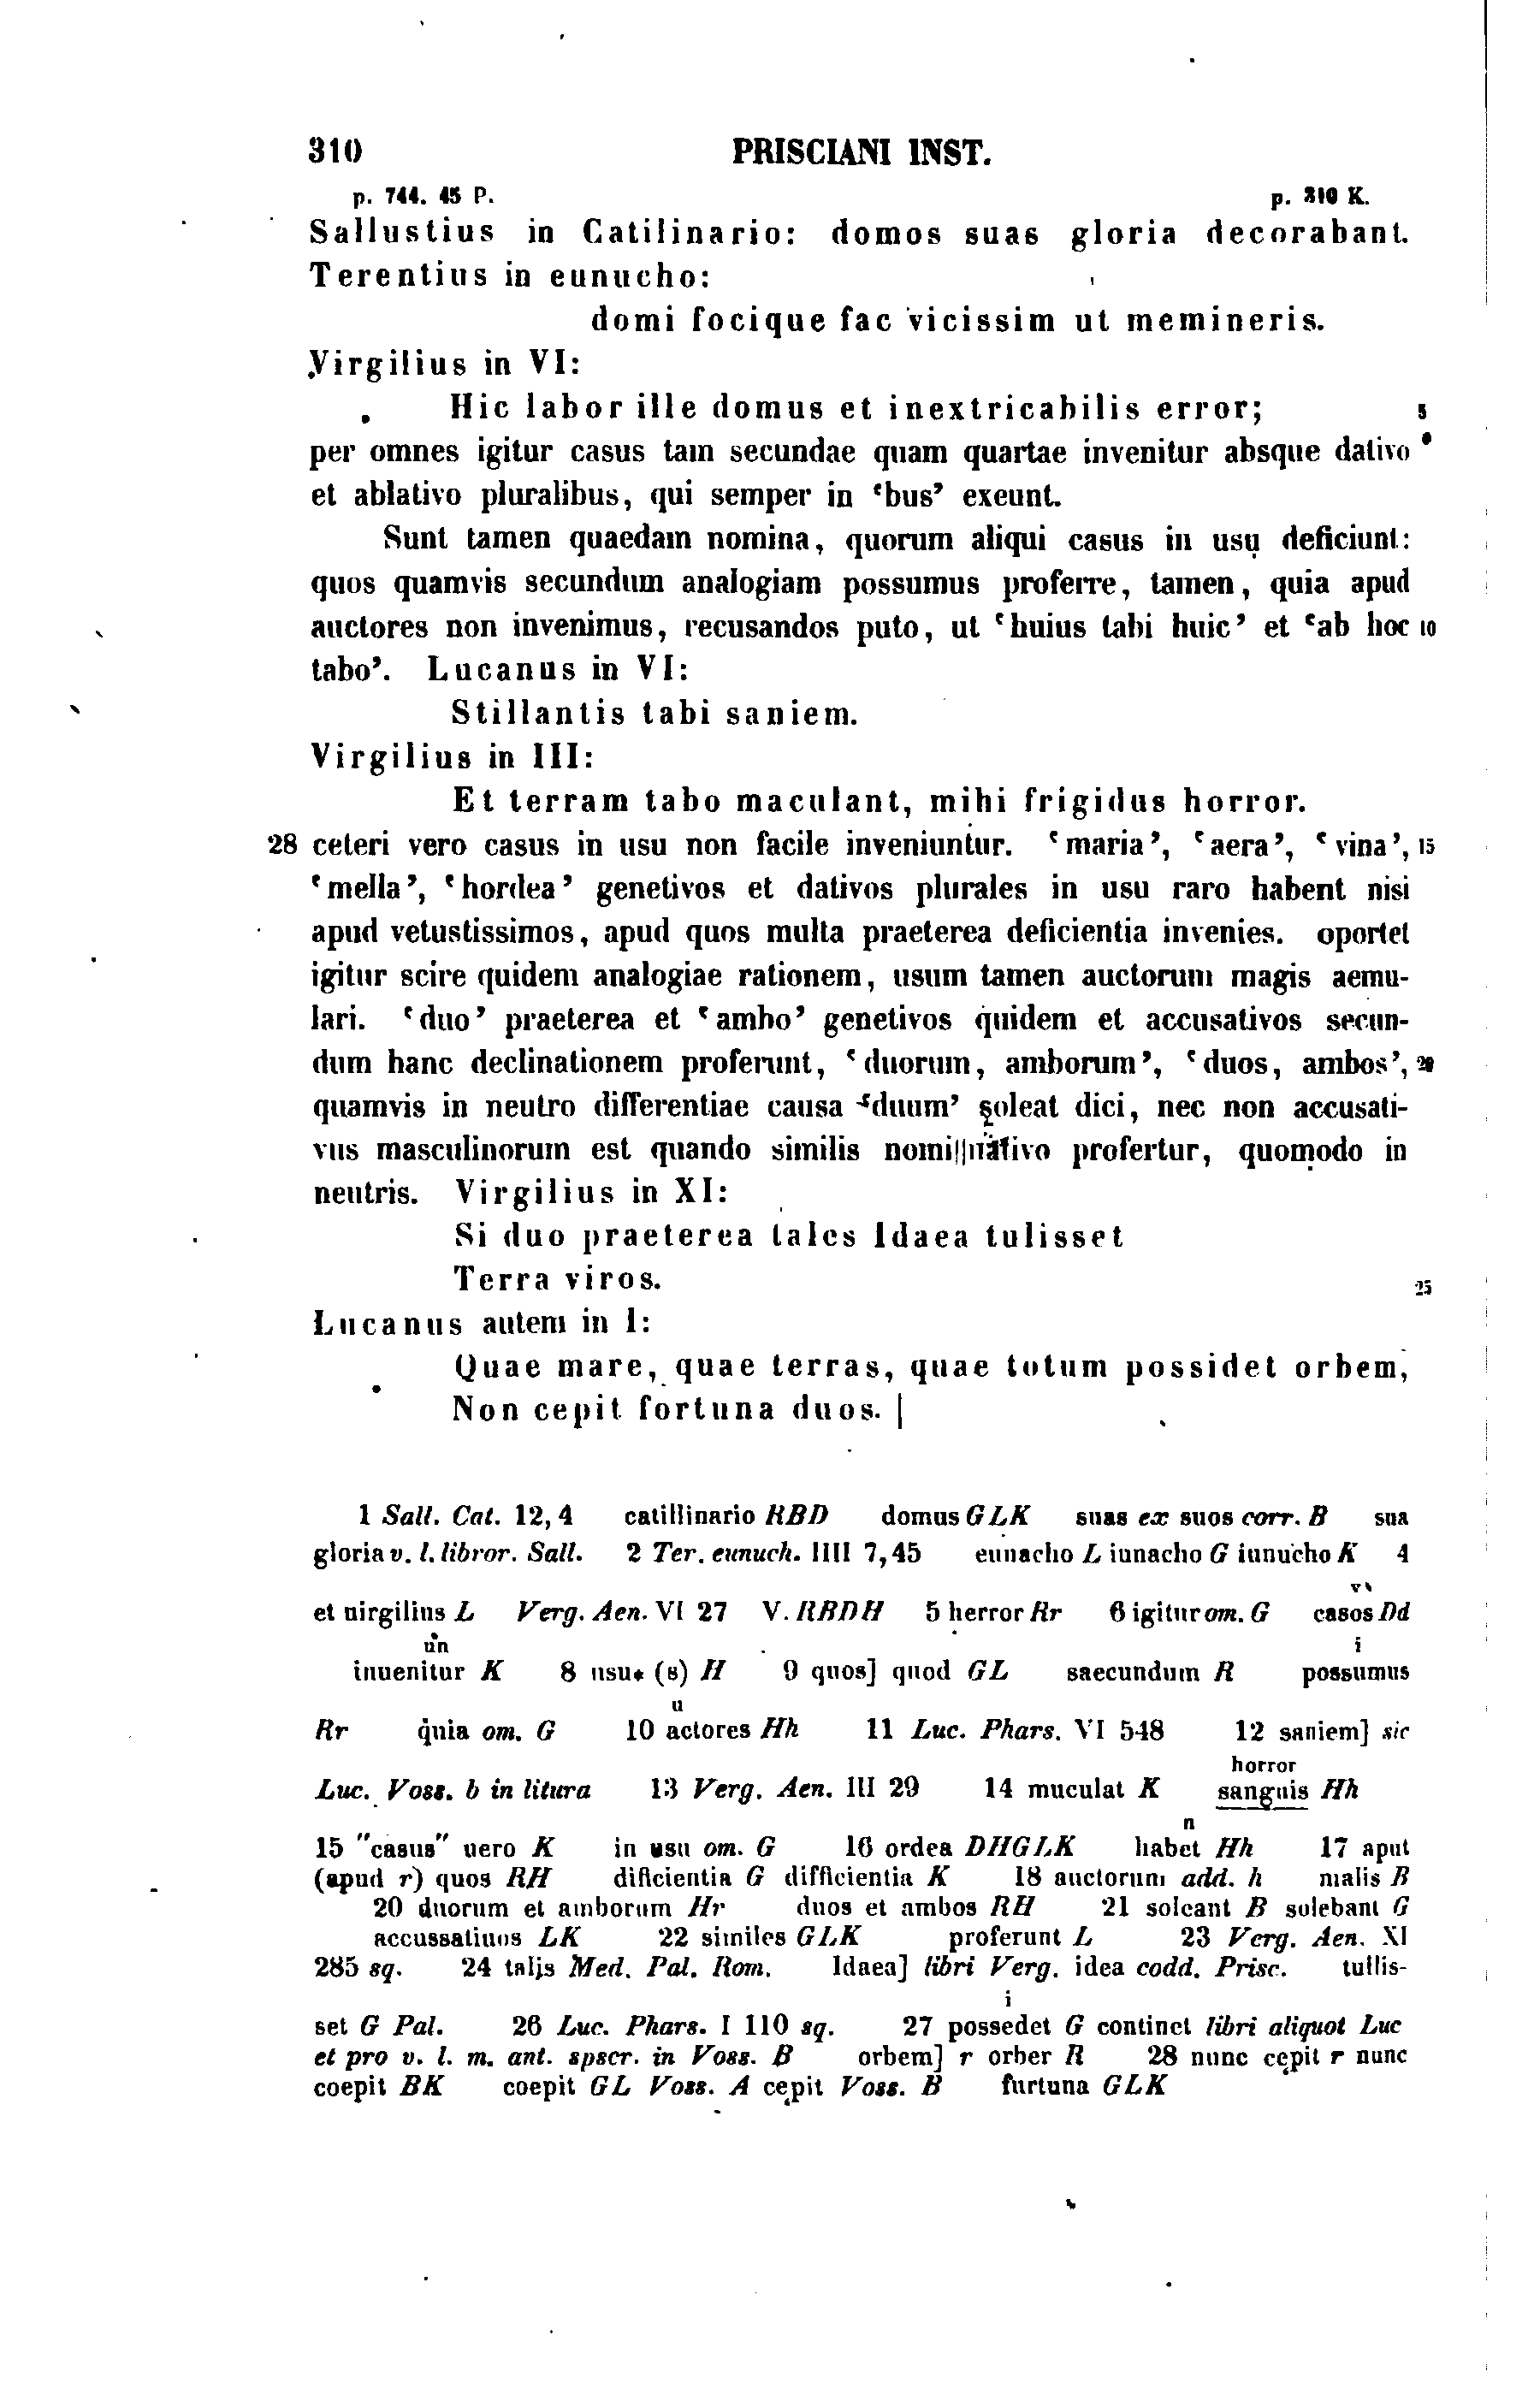 310 PRISCIANI INST.
p. 744. 45 P. p. 310 K.
Sallustius in Catilinario: domos suas gloria decorabant.
Terentius in eunucho:
domi focique fac vicissim ut memineris.
Virgilius in VI:
Hic labor ille domus et inextricabilis error; 5
per omnes igitur casus tam secundae quam quartae invenitur absque dativo
et ablativo pluralibus, qui semper in ‘bus’ exeunt.
Sunt tamen quaedam nomina, quorum aliqui casus in usu deficiunt:
quos quamvis secundum analogiam possumus proferre, tamen, quia apud
auctores non invenimus, recusandos puto, ut ‘huius tabi huic’ et ‘ab hoc 10
tabo’. Lucanus in VI:
Stillantis tabi saniem.
Virgilius in III:
Et terram tabo maculant, mihi frigidus horror.
28 ceteri vero casus in usu non facile inveniuntur. ‘maria’, ‘aera’, ‘vina’, 15
‘mella’, ‘hordea’ genetivos et dativos plurales in usu raro habent nisi
apud vetustissimos, apud quos multa praeterea deficientia invenies. oportet
igitur scire quidem analogiae rationem, usum tamen auctorum magis aemu-
lari. ‘duo’ praeterea et ‘ambo’ genetivos quidem et accusativos secun-
dum hanc declinationem proferunt, ‘duorum, amborum’, ‘duos, ambos’, 20
quamvis in neutro differentiae causa ‘duum’ soleat dici, nec non accusati-
vus masculinorum est quando similis nomi||nativo profertur, quomodo in
neutris. Virgilius in XI:
Si duo praeterea tales Idaea tulisset
Terra viros. 25
Lucanus autem in I:
Quae mare, quae terras, quae totum possidet orbem,
Non cepit fortuna duos. |
1 Sall. Cat. 12, 4 catillinario RBD domus GLK suas ex suos corr. B sua
gloria v. l. libror. Sall. 2 Ter. eunuch. IIII 7, 45 eunacho L iunacho G iunucho K 4
et uirgilius L Verg. Aen. VI 27 V. RBDH 5 herror Rr 6 igitur om. G casos Dd
un i
inuenitur K 8 usu* (s) H 9 quos] quod GL saecundum R possumus
u
Rr quia om. G 10 actores Hh 11 Luc. Phars. VI 548 12 saniem] sic
horror
Luc. Voss. b in litura 13 Verg. Aen. III 29 14 muculat K sanguis Hh
n
15 "casus" uero K in usu om. G 16 ordea DHGLK habet Hh 17 aput
(apud r) quos RH dificientia G difficientia K 18 auctorum add. h malis B
20 duorum et amborum Hr duos et ambos RH 21 soleant B solebant G
accussatiuos LK 22 similes GLK proferunt L 23 Verg. Aen. XI
285 sq. 24 talis Med. Pal. Rom. Idaea] libri Verg. idea codd. Prisc. tullis-
i
set G Pal. 26 Luc. Phars. I 110 sq. 27 possedet G continet libri aliquot Luc
et pro v. l. m. ant. spscr. in Voss. B orbem] r orber R 28 nunc cępit r nunc
coepit BK coepit GL Voss. A cępit Voss. B furtuna GLK